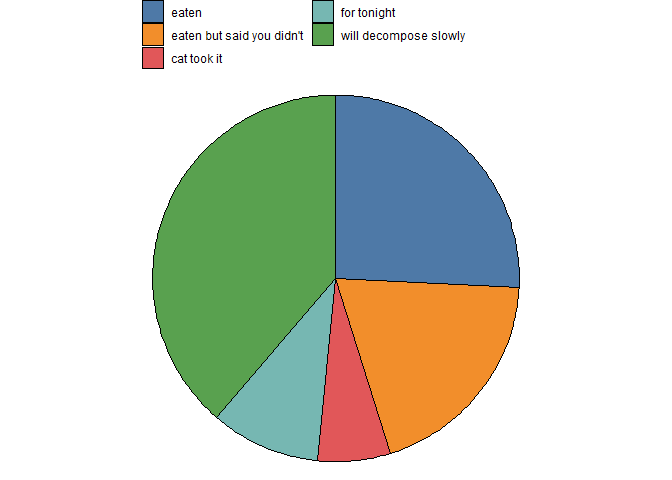 eaten
eaten but said you didn't
cat took it
for tonight
will decompose slowly